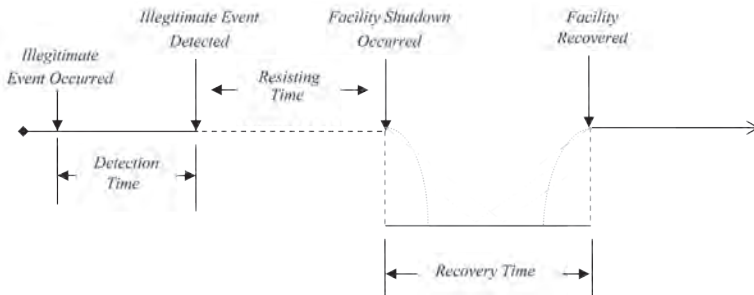 Illegitimate
Event Occurred
Illegitimate Event
Detected
Facility Shutdown
Occurred
Facility
Recovered
Resisting
Time
Detection
Time
Recovery Time